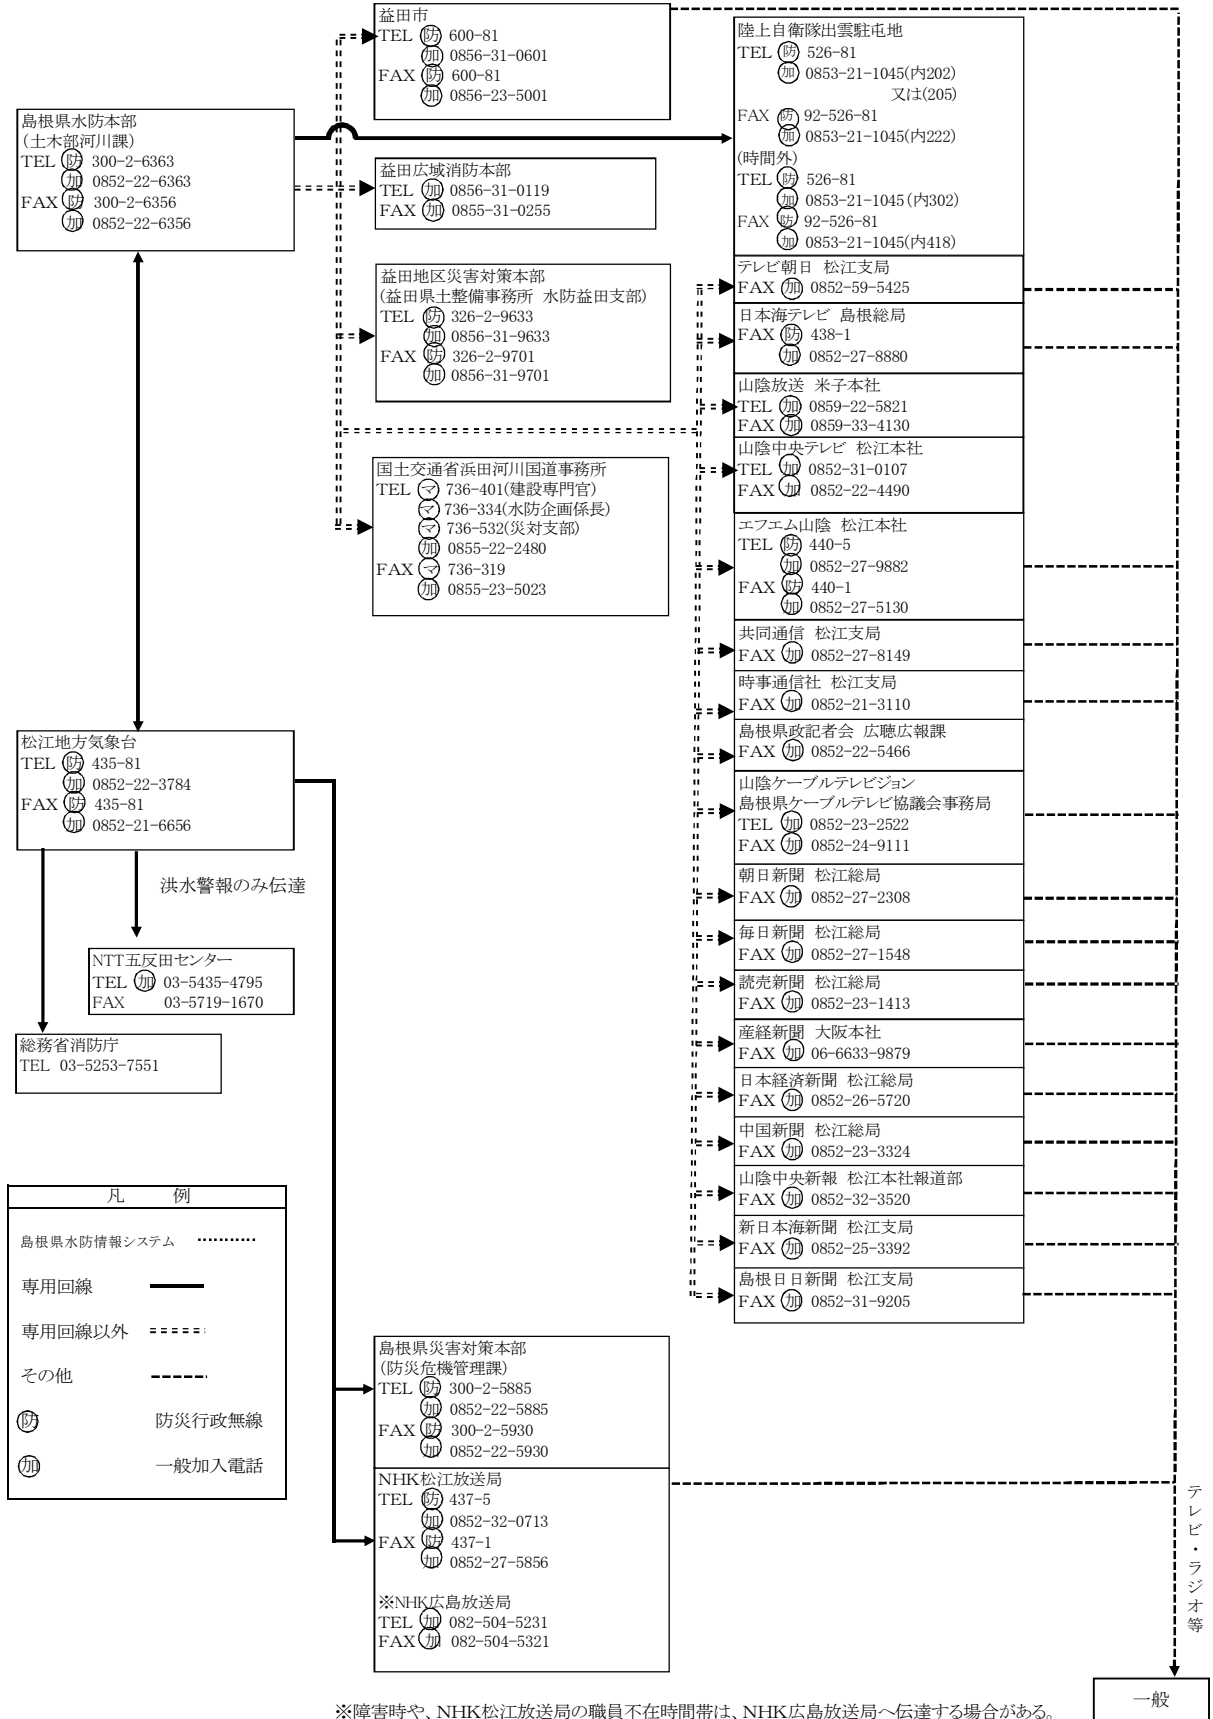 益田市
TEL 防 600-81
加 0856-31-0601
FAX 防 600-81
加 0856-23-5001
島根県水防本部
(土木部河川課)
TEL 防 300-2-6363
加 0852-22-6363
FAX 防 300-2-6356
加 0852-22-6356
益田広域消防本部
TEL 加 0856-31-0119
FAX 加 0855-31-0255
益田地区災害対策本部
(益田県土整備事務所 水防益田支部)
TEL 防 326-2-9633
加 0856-31-9633
FAX 防 326-2-9701
加 0856-31-9701
国土交通省浜田河川国道事務所
TEL マ 736-401(建設専門官)
マ 736-334(水防企画係長)
マ 736-532(災対支部)
加 0855-22-2480
FAX マ 736-319
加 0855-23-5023
陸上自衛隊出雲駐屯地
TEL 防 526-81
加 0853-21-1045(内202)
又は(205)
FAX 防 92-526-81
加 0853-21-1045(内222)
(時間外)
TEL 防 526-81
加 0853-21-1045(内302)
FAX 防 92-526-81
加 0853-21-1045(内418)
テレビ朝日 松江支局
FAX 加 0852-59-5425
日本海テレビ 島根総局
FAX 防 438-1
加 0852-27-8880
山陰放送 米子本社
TEL 加 0859-22-5821
FAX 加 0859-33-4130
山陰中央テレビ 松江本社
TEL 加 0852-31-0107
FAX 加 0852-22-4490
エフエム山陰 松江本社
TEL 防 440-5
加 0852-27-9882
FAX 防 440-1
加 0852-27-5130
共同通信 松江支局
FAX 加 0852-27-8149
時事通信社 松江支局
FAX 加 0852-21-3110
島根県政記者会 広聴広報課
FAX 加 0852-22-5466
山陰ケーブルテレビジョン
島根県ケーブルテレビ協議会事務局
TEL 加 0852-23-2522
FAX 加 0852-24-9111
朝日新聞 松江総局
FAX 加 0852-27-2308
毎日新聞 松江総局
FAX 加 0852-27-1548
読売新聞 松江総局
FAX 加 0852-23-1413
産経新聞 大阪本社
FAX 加 06-6633-9879
日本経済新聞 松江総局
FAX 加 0852-26-5720
中国新聞 松江総局
FAX 加 0852-23-3324
山陰中央新報 松江本社報道部
FAX 加 0852-32-3520
新日本海新聞 松江支局
FAX 加 0852-25-3392
島根日日新聞 松江支局
FAX 加 0852-31-9205
松江地方気象台
TEL 防 435-81
加 0852-22-3784
FAX 防 435-81
加 0852-21-6656
洪水警報のみ伝達
NTT五反田センター
TEL 加 03-5435-4795
FAX 03-5719-1670
総務省消防庁
TEL 03-5253-7551
凡 例
島根県水防情報システム
専用回線
専用回線以外
その他
防 防災行政無線
加 一般加入電話
島根県災害対策本部
(防災危機管理課)
TEL 防 300-2-5885
加 0852-22-5885
FAX 防 300-2-5930
加 0852-22-5930
NHK松江放送局
TEL 防 437-5
加 0852-32-0713
FAX 防 437-1
加 0852-27-5856
※NHK広島放送局
TEL 加 082-504-5231
FAX 加 082-504-5321
テレビ・ラジオ等
一般
※障害時や、NHK松江放送局の職員不在時間帯は、NHK広島放送局へ伝達する場合がある。